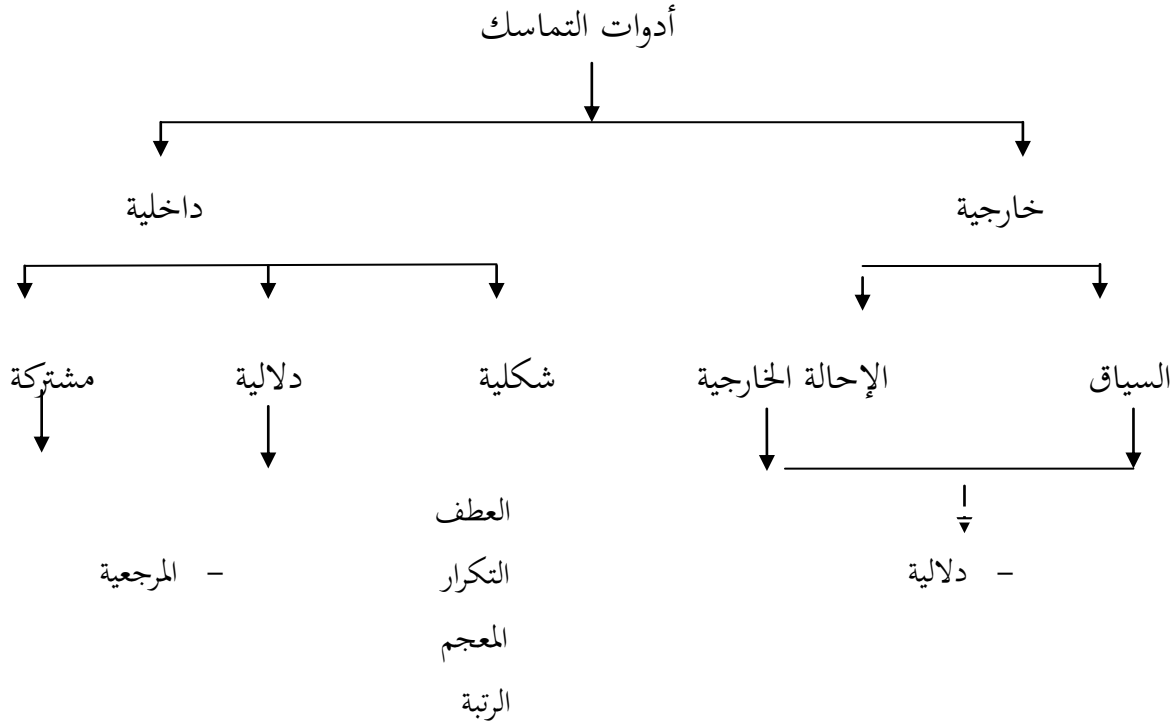 أدوات التماسك
خارجية داخلية
السياق الإحالة الخارجية شكلية دلالية مشتركة
العطف
- دلالية التكرار - المرجعية
المعجم
الرتبة